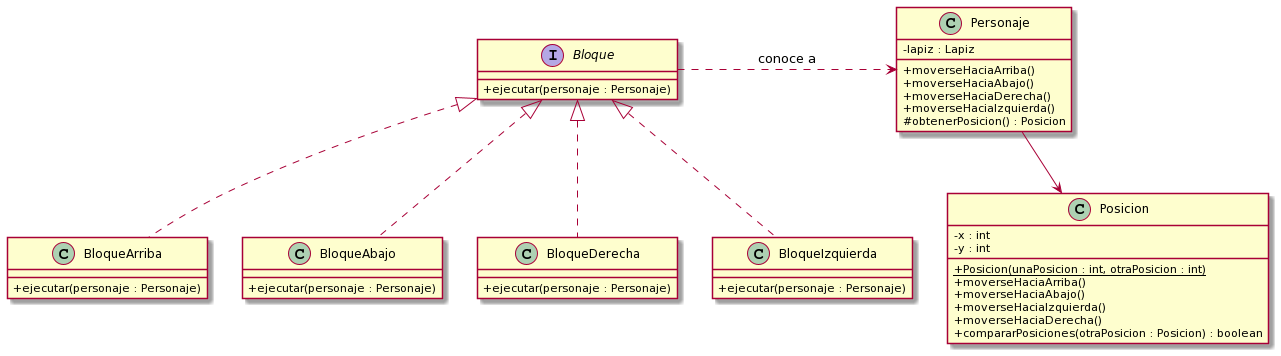 I Bloque
+ejecutar(personaje : Personaje)
conoce a
C Personaje
-lapiz : Lapiz
+moverseHaciaArriba()
+moverseHaciaAbajo()
+moverseHaciaDerecha()
+moverseHaciaIzquierda()
#obtenerPosicion() : Posicion
C BloqueArriba
+ejecutar(personaje : Personaje)
C BloqueAbajo
+ejecutar(personaje : Personaje)
C BloqueDerecha
+ejecutar(personaje : Personaje)
C BloqueIzquierda
+ejecutar(personaje : Personaje)
C Posicion
-x : int
-y : int
+Posicion(unaPosicion : int, otraPosicion : int)
+moverseHaciaArriba()
+moverseHaciaAbajo()
+moverseHaciaIzquierda()
+moverseHaciaDerecha()
+compararPosiciones(otraPosicion : Posicion) : boolean